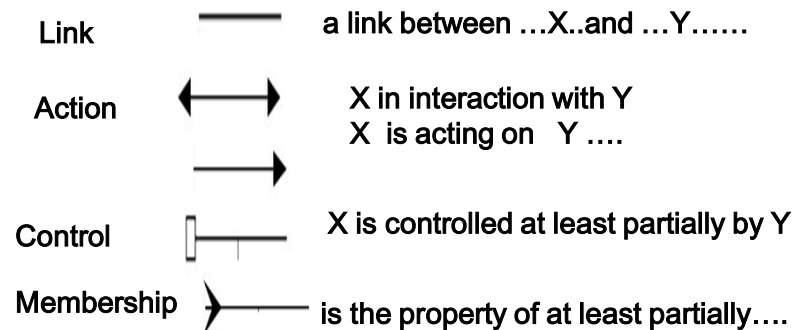 Link a link between …X..and …Y……
Action X in interaction with Y
X is acting on Y ….
Control X is controlled at least partially by Y
Membership is the property of at least partially….